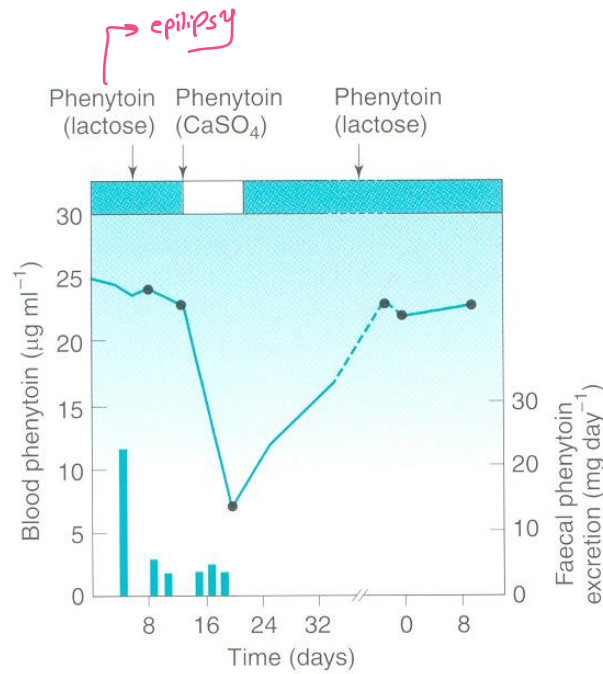 epilipsy
Phenytoin
(lactose)
Phenytoin
(CaSO₄)
Phenytoin
(lactose)
30
25
20
15
10
5
0
Blood phenytoin (μg ml⁻¹)
30
20
10
0
Faecal phenytoin
excretion (mg day⁻¹)
8 16 24 32 0 8
Time (days)